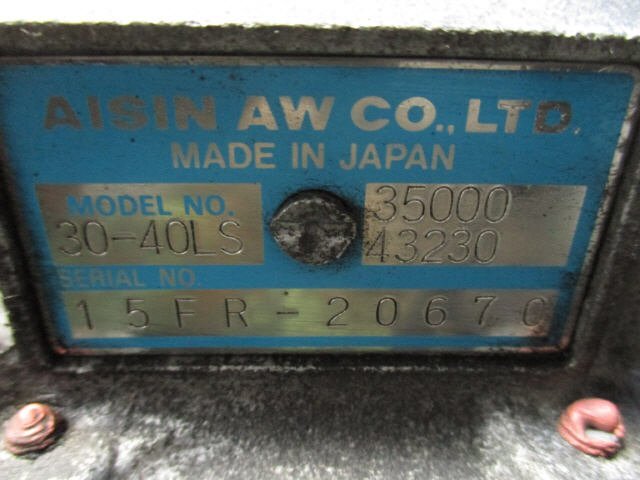 AISIN AW CO., LTD.
MADE IN JAPAN
MODEL NO.
30-40LS
35000
43230
SERIAL NO.
15FR-20670